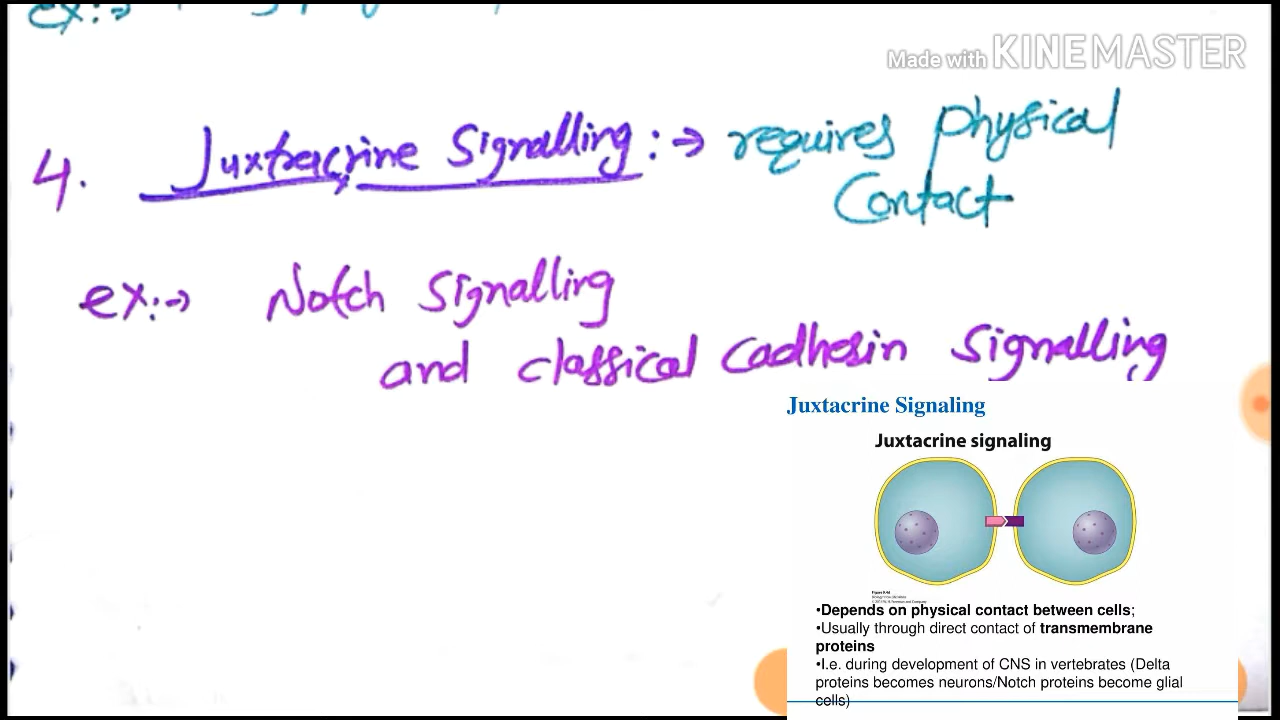 ex:→
Made with KINEMASTER
4. Juxtracrine Signalling :→ requires Physical
Contact
ex:→ Notch Signalling
and classical Cadhesin Signalling
Juxtacrine Signaling
Juxtacrine signaling
•Depends on physical contact between cells;
•Usually through direct contact of transmembrane
proteins
•I.e. during development of CNS in vertebrates (Delta
proteins becomes neurons/Notch proteins become glial
cells)